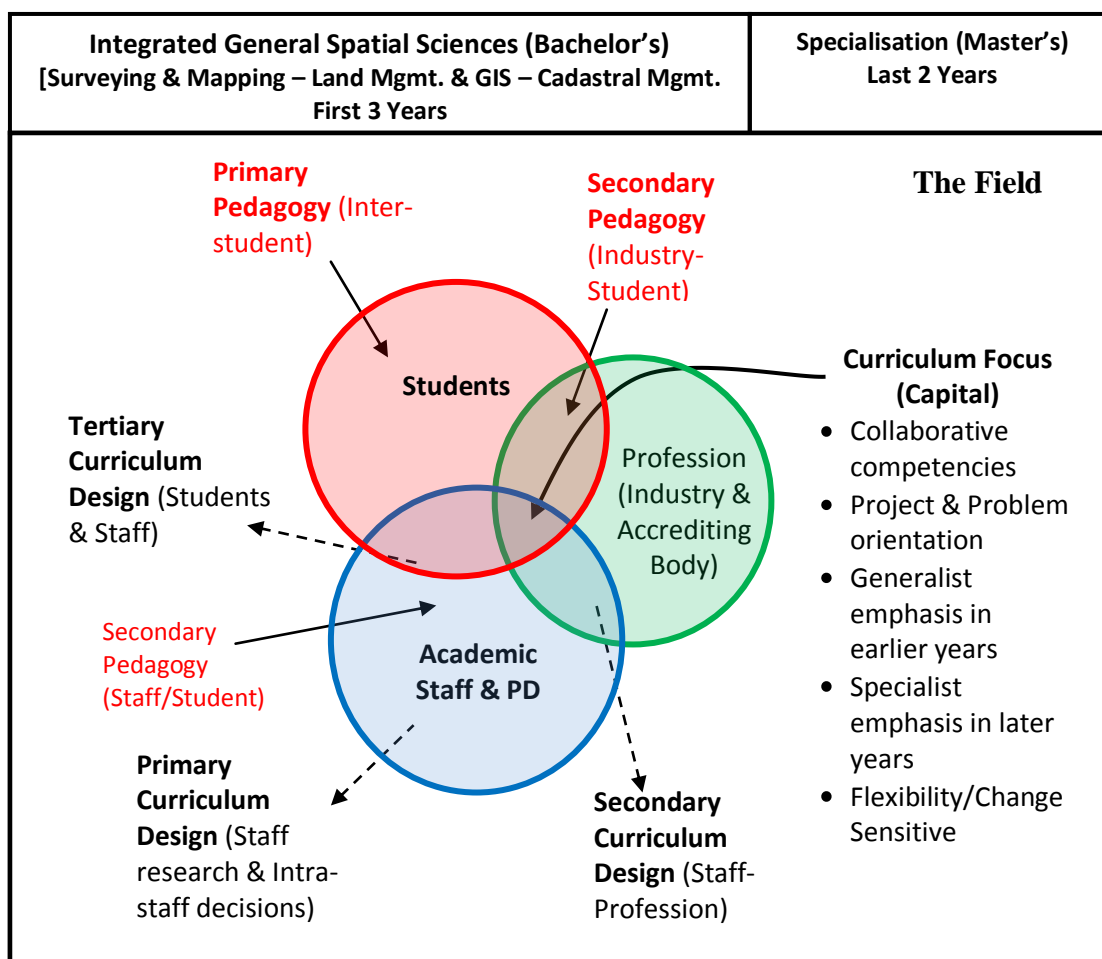 Integrated General Spatial Sciences (Bachelor's)
[Surveying & Mapping – Land Mgmt. & GIS – Cadastral Mgmt.
First 3 Years
Specialisation (Master's)
Last 2 Years
The Field
Primary
Pedagogy (Inter-
student)
Secondary
Pedagogy
(Industry-
Student)
Students
Profession
(Industry &
Accrediting
Body)
Academic
Staff & PD
Tertiary
Curriculum
Design (Students
& Staff)
Secondary
Pedagogy
(Staff/Student)
Primary
Curriculum
Design (Staff
research & Intra-
staff decisions)
Secondary
Curriculum
Design (Staff-
Profession)
Curriculum Focus
(Capital)
• Collaborative
competencies
• Project & Problem
orientation
• Generalist
emphasis in
earlier years
• Specialist
emphasis in later
years
• Flexibility/Change
Sensitive